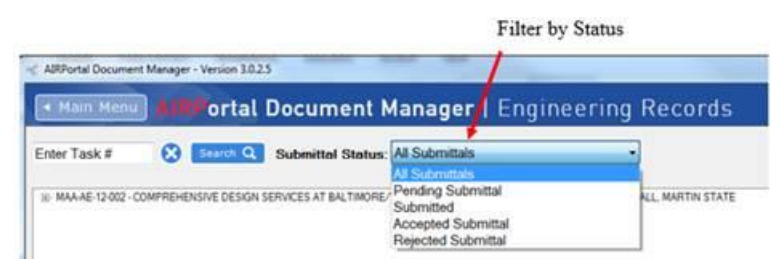 Filter by Status
AIRPortal Document Manager - Version 3.0.2.5
Main Menu AIRPortal Document Manager | Engineering Records
Enter Task # Search Submittal Status: All Submittals
All Submittals
MAA-AE-12-002 - COMPREHENSIVE DESIGN SERVICES AT BALTIMORE/ ALL, MARTIN STATE
Pending Submittal
Submitted
Accepted Submittal
Rejected Submittal